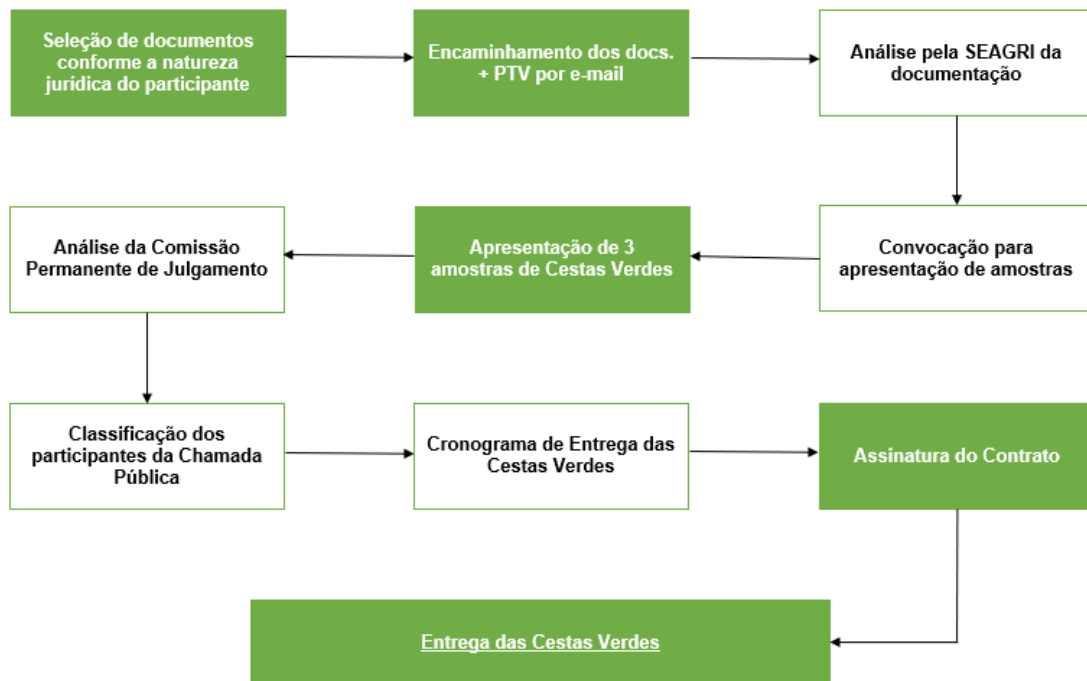 Seleção de documentos
conforme a natureza
jurídica do participante
Encaminhamento dos docs.
+ PTV por e-mail
Análise pela SEAGRI da
documentação
Convocação para
apresentação de amostras
Apresentação de 3
amostras de Cestas Verdes
Análise da Comissão
Permanente de Julgamento
Classificação dos
participantes da Chamada
Pública
Cronograma de Entrega das
Cestas Verdes
Assinatura do Contrato
Entrega das Cestas Verdes